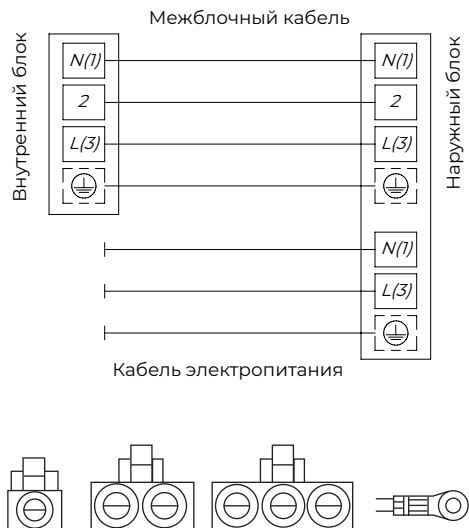 Межблочный кабель
Внутренний блок
Наружный блок
N(1) N(1)
2 2
L(3) L(3)
N(1)
L(3)
Кабель электропитания